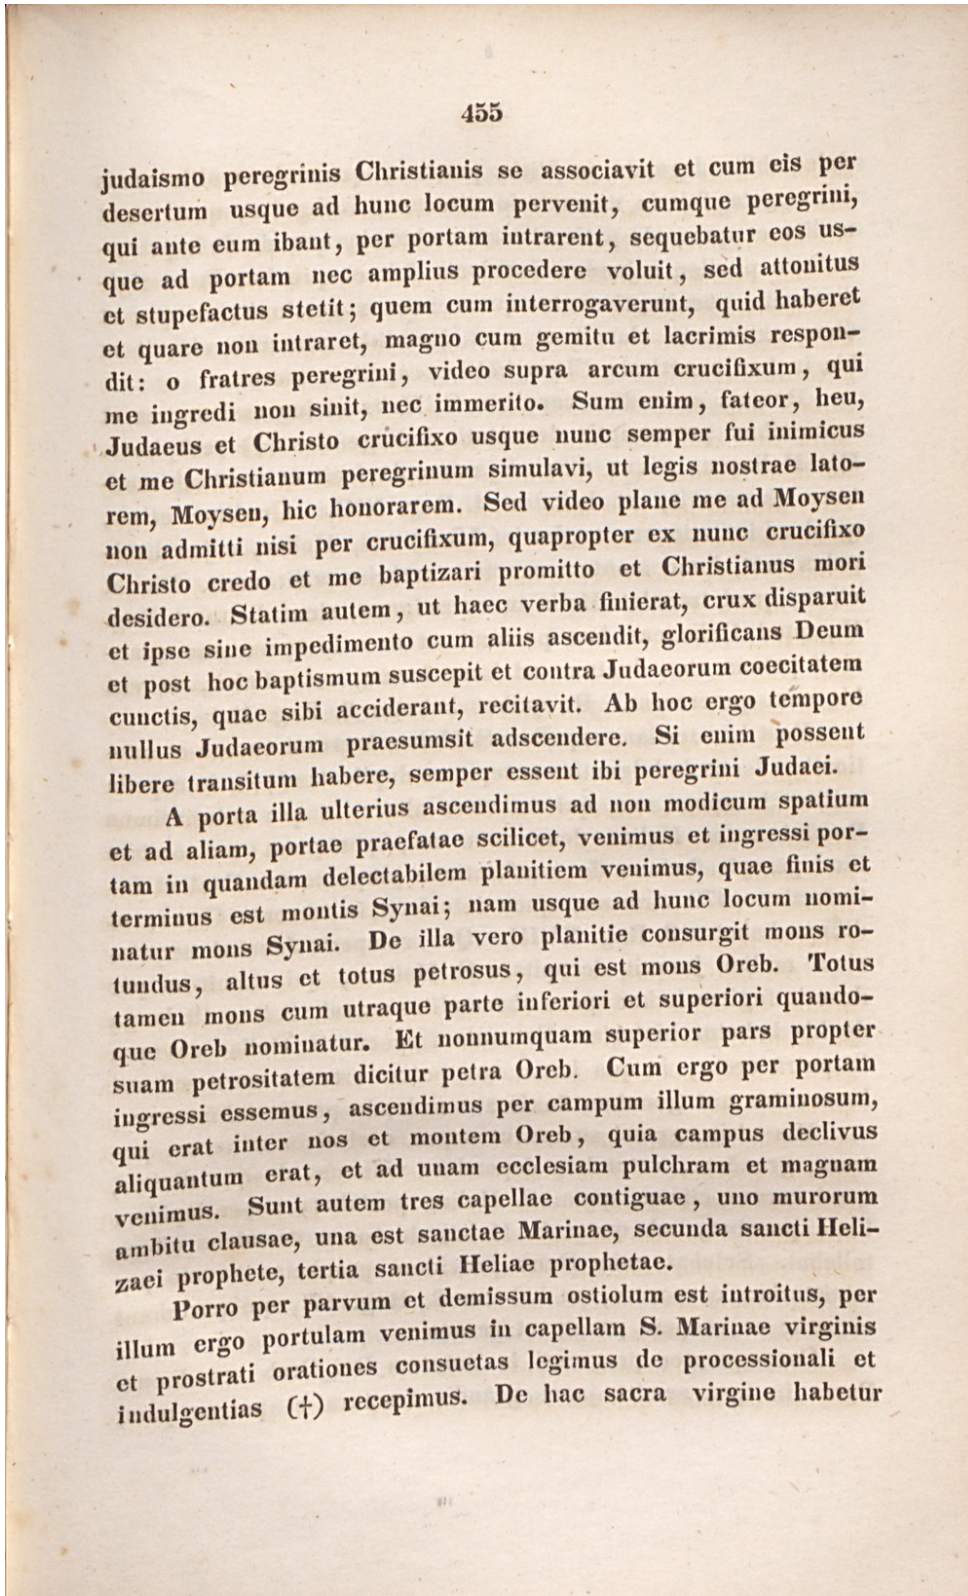 455
judaismo peregrinis Christianis se associavit et cum eis per
desertum usque ad hunc locum pervenit, cumque peregrini,
qui ante eum ibant, per portam intrarent, sequebatur eos us-
que ad portam nec amplius procedere voluit, sed attonitus
et stupefactus stetit; quem cum interrogaverunt, quid haberet
et quare non intraret, magno cum gemitu et lacrimis respon-
dit: o fratres peregrini, video supra arcum crucifixum, qui
me ingredi non sinit, nec immerito. Sum enim, fateor, heu,
Judaeus et Christo crucifixo usque nunc semper fui inimicus
et me Christianum peregrinum simulavi, ut legis nostrae lato-
rem, Moysen, hic honorarem. Sed video plane me ad Moysen
non admitti nisi per crucifixum, quapropter ex nunc crucifixo
Christo credo et me baptizari promitto et Christianus mori
desidero. Statim autem, ut haec verba finierat, crux disparuit
et ipse sine impedimento cum aliis ascendit, glorificans Deum
et post hoc baptismum suscepit et contra Judaeorum coecitatem
cunctis, quae sibi acciderant, recitavit. Ab hoc ergo tempore
nullus Judaeorum praesumsit adscendere. Si enim possent
libere transitum habere, semper essent ibi peregrini Judaei.
A porta illa ulterius ascendimus ad non modicum spatium
et ad aliam, portae praefatae scilicet, venimus et ingressi por-
tam in quandam delectabilem planitiem venimus, quae finis et
terminus est montis Synai; nam usque ad hunc locum nomi-
natur mons Synai. De illa vero planitie consurgit mons ro-
tundus, altus et totus petrosus, qui est mons Oreb. Totus
tamen mons cum utraque parte inferiori et superiori quando-
que Oreb nominatur. Et nonnumquam superior pars propter
suam petrositatem dicitur petra Oreb. Cum ergo per portam
ingressi essemus, ascendimus per campum illum graminosum,
qui erat inter nos et montem Oreb, quia campus declivus
aliquantum erat, et ad unam ecclesiam pulchram et magnam
venimus. Sunt autem tres capellae contiguae, uno murorum
ambitu clausae, una est sanctae Marinae, secunda sancti Heli-
zaei prophete, tertia sancti Heliae prophetae.
Porro per parvum et demissum ostiolum est introitus, per
illum ergo portulam venimus in capellam S. Marinae virginis
et prostrati orationes consuetas legimus de processionali et
indulgentias (†) recepimus. De hac sacra virgine habetur